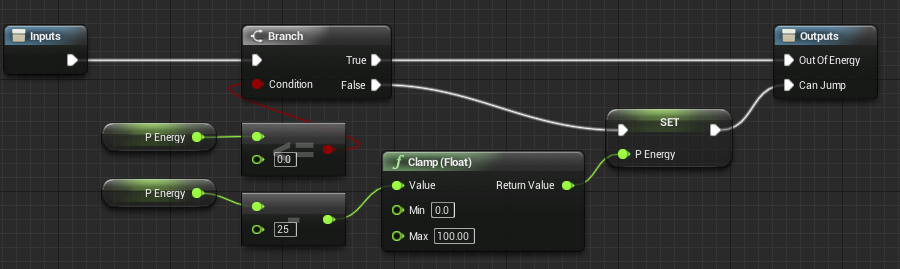 Inputs
Branch
True
Condition
False
Outputs
Out Of Energy
Can Jump
P Energy
<=
0.0
SET
P Energy
P Energy
-
25
f Clamp (Float)
Value
Return Value
Min 0.0
Max 100.00